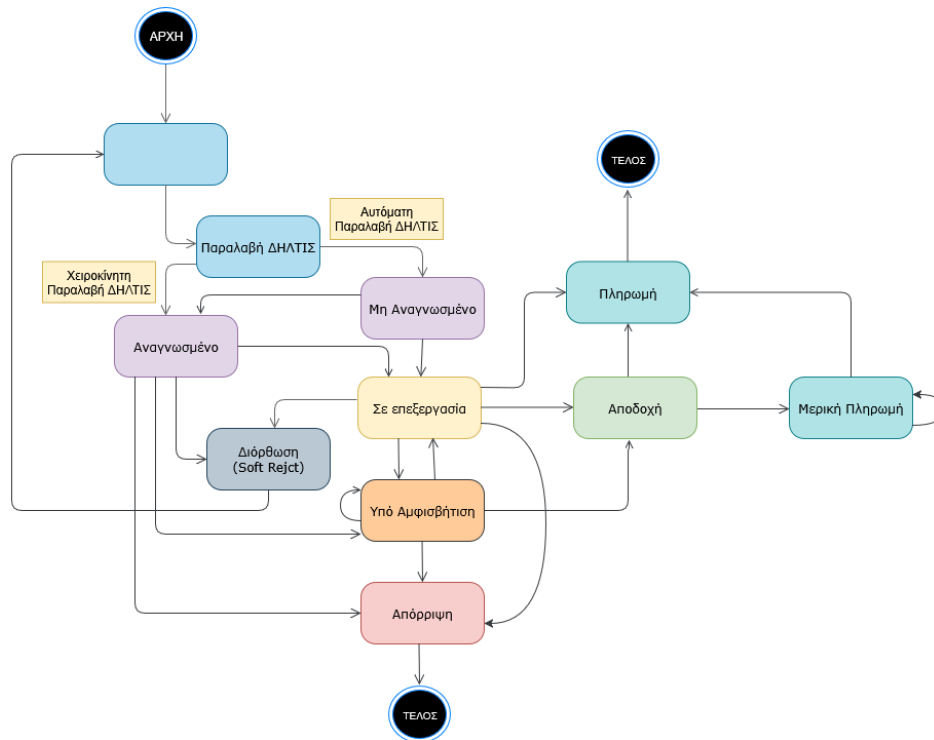 ΑΡΧΗ
ΤΕΛΟΣ
Αυτόματη
Παραλαβή ΔΗΛΤΙΣ
Παραλαβή ΔΗΛΤΙΣ
Χειροκίνητη
Παραλαβή ΔΗΛΤΙΣ
Μη Αναγνωσμένο
Πληρωμή
Αναγνωσμένο
Σε επεξεργασία
Αποδοχή
Μερική Πληρωμή
Διόρθωση
(Soft Rejct)
Υπό Αμφισβήτιση
Απόρριψη
ΤΕΛΟΣ